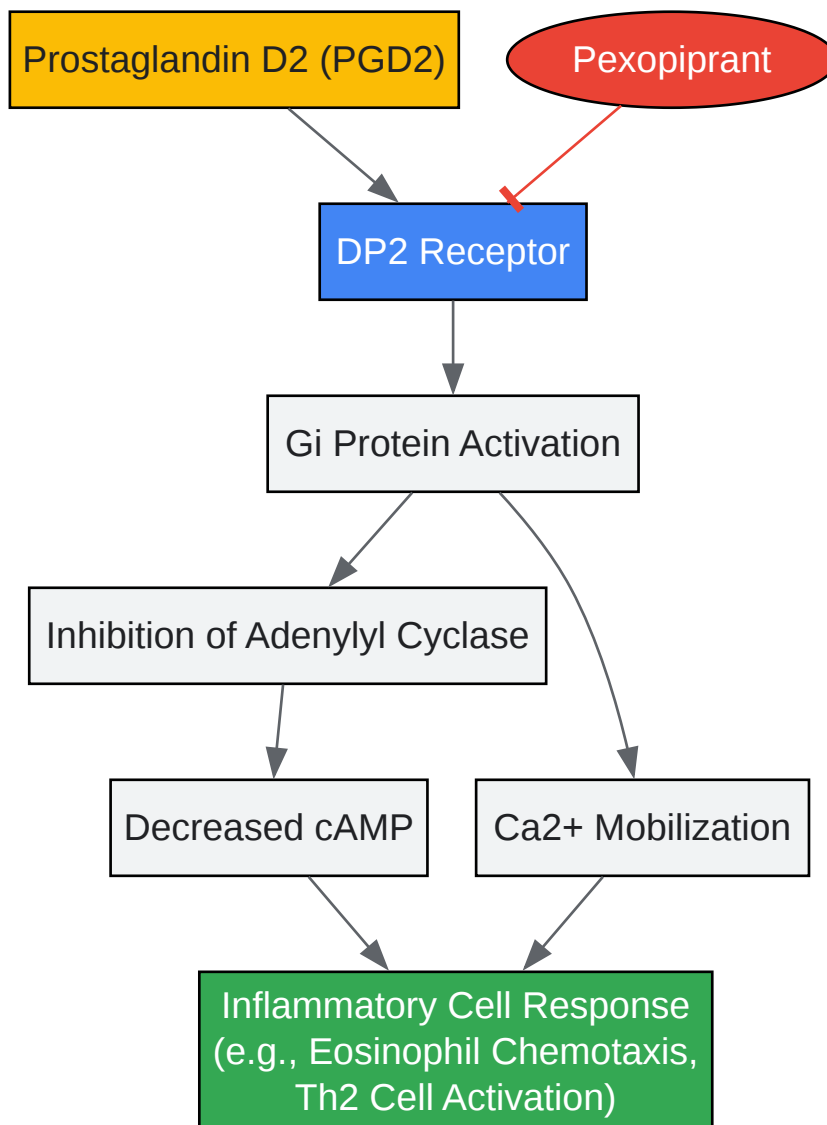 Prostaglandin D2 (PGD2)
Pexopiprant
DP2 Receptor
Gi Protein Activation
Inhibition of Adenylyl Cyclase
Decreased cAMP
Ca2+ Mobilization
Inflammatory Cell Response
(e.g., Eosinophil Chemotaxis,
Th2 Cell Activation)